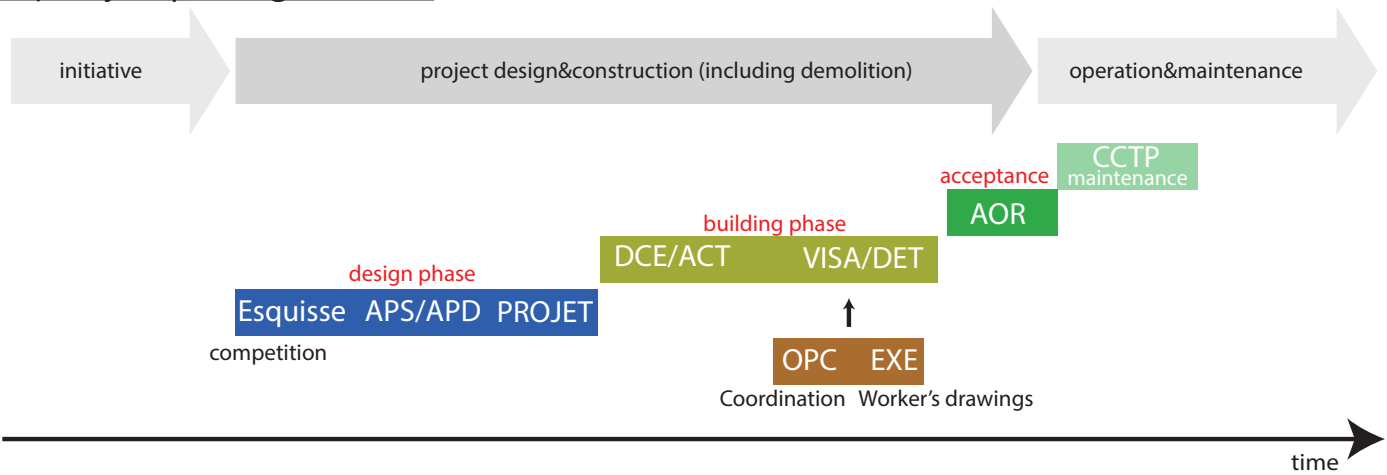 initiative
project design&construction (including demolition)
operation&maintenance
CCTP
maintenance
acceptance
AOR
building phase
DCE/ACT VISA/DET
design phase
Esquisse APS/APD PROJET
competition
OPC EXE
Coordination Worker's drawings
time